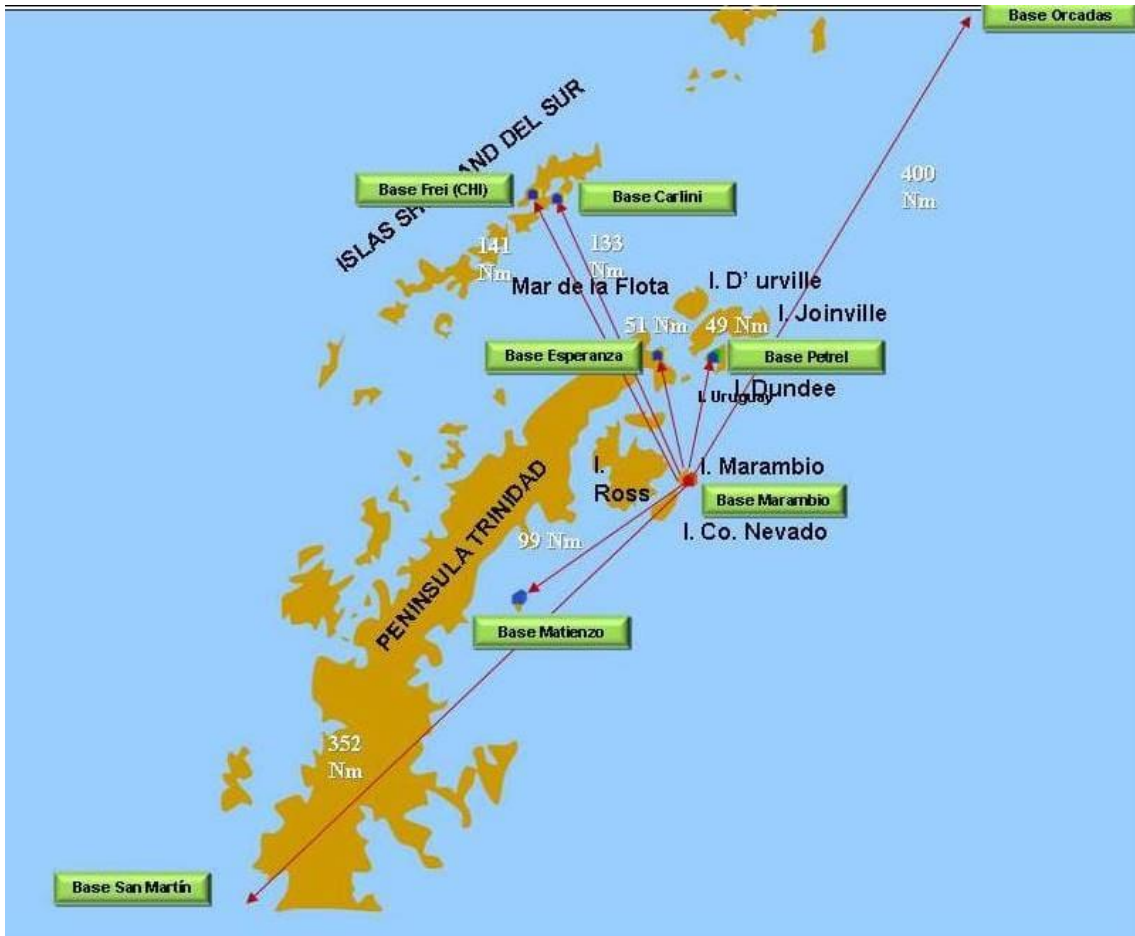 Base Orcadas
ISLAS SH AND DEL SUR
400
Nm
Base Frei (CHI)
Base Carlini
141
Nm
133
Nm
Mar de la Flota
I. D' urville
I. Joinville
51 Nm
49 Nm
Base Esperanza
Base Petrel
I. Dundee
I. Uruguay
I.
Ross
I. Marambio
Base Marambio
I. Co. Nevado
PENINSULA TRINIDAD
99 Nm
Base Matienzo
352
Nm
Base San Martín